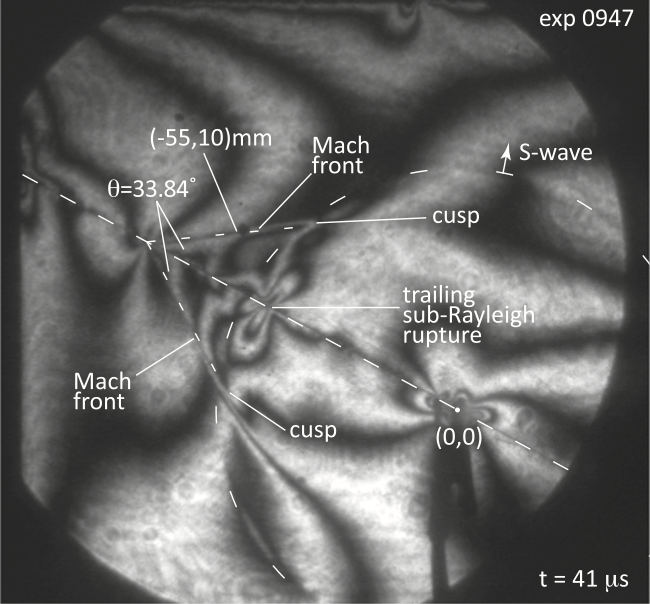 exp 0947
(-55,10)mm
Mach
front
S-wave
θ=33.84°
cusp
trailing
sub-Rayleigh
rupture
Mach
front
cusp
(0,0)
t = 41 μs